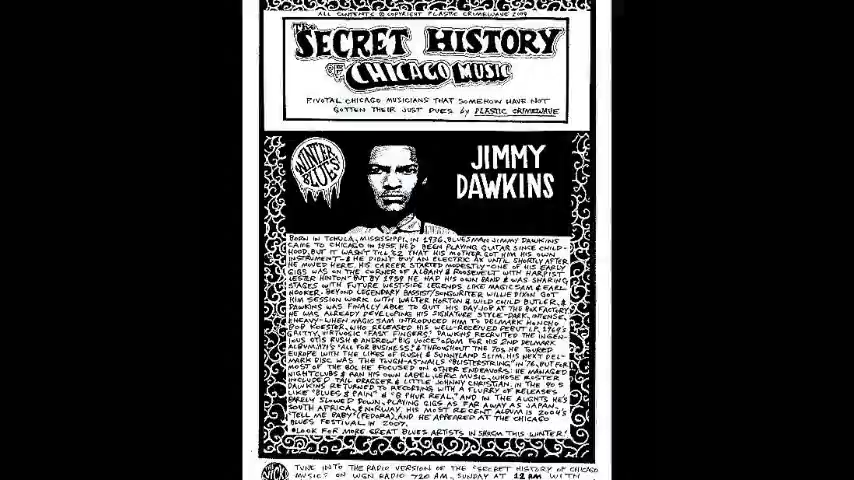 ALL CONTENTS © COPYRIGHT PLASTIC CRIMEWAVE 2009
THE
SECRET HISTORY
OF CHICAGO MUSIC
PIVOTAL CHICAGO MUSICIANS THAT SOMEHOW HAVE NOT
GOTTEN THEIR JUST DUES by PLASTIC CRIMEWAVE
WINTER
BLUES
JIMMY
DAWKINS
BORN IN TCHULA, MISSISSIPPI, IN 1936, BLUESMAN JIMMY DAWKINS
CAME TO CHICAGO IN 1955. HE'D BEEN PLAYING GUITAR SINCE CHILD-
HOOD, BUT IT WASN'T TILL '52 THAT HIS MOTHER GOT HIM HIS OWN
INSTRUMENT—& HE DIDN'T BUY AN ELECTRIC AX UNTIL SHORTLY AFTER
HE MOVED HERE. HIS CAREER STARTED MODESTLY—ONE OF HIS EARLY
GIGS WAS ON THE CORNER OF ALBANY & ROOSEVELT WITH HARPIST
LESTER HINTON—BUT BY 1959 HE HAD HIS OWN BAND & WAS SHARING
STAGES WITH FUTURE WESTSIDE LEGENDS LIKE MAGIC SAM & EARL
HOOKER. BEYOND LEGENDARY BASSIST/SONGWRITER WILLIE DIXON GOT
HIM SESSION WORK WITH WALTER HORTON & WILD CHILD BUTLER, &
DAWKINS WAS FINALLY ABLE TO QUIT HIS DAY JOB AT THE BOX FACTORY.
HE WAS ALREADY DEVELOPING HIS SIGNATURE STYLE—DARK, INTENSE,
& HEAVY—WHEN MAGIC SAM INTRODUCED HIM TO DELMARK HONCHO
BOB KOESTER, WHO RELEASED HIS WELL-RECEIVED DEBUT LP, 1969'S
GRITTY, VIRTUOSIC "FAST FINGERS." DAWKINS RECRUITED THE INGEN-
IOUS OTIS RUSH & ANDREW "BIG VOICE" ODOM FOR HIS 2ND DELMARK
ALBUM, 1971'S "ALL FOR BUSINESS," & THROUGHOUT THE 70S HE TOURED
EUROPE WITH THE LIKES OF RUSH & SUNNYLAND SLIM. HIS NEXT DEL-
MARK DISC WAS THE TOUGH-AS-NAILS "BLISTERSTRING" IN '76, BUT FOR
MOST OF THE 80S HE FOCUSED ON OTHER ENDEAVORS: HE MANAGED
NIGHTCLUBS & RAN HIS OWN LABEL, LERIC MUSIC, WHOSE ROSTER
INCLUDED TAIL DRAGGER & LITTLE JOHNNY CHRISTIAN. IN THE 90S
DAWKINS RETURNED TO RECORDING WITH A FLURRY OF RELEASES
LIKE "BLUES & PAIN" & "B PHUR REAL," AND IN THE AUGHTS HE'S
BARELY SLOWED DOWN, PLAYING GIGS AS FAR AWAY AS JAPAN,
SOUTH AFRICA, & NORWAY. HIS MOST RECENT ALBUM IS 2004'S
"TELL ME BABY" (FEDORA), AND HE APPEARED AT THE CHICAGO
BLUES FESTIVAL IN 2007.
LOOK FOR MORE GREAT BLUES ARTISTS IN SHOCM THIS WINTER!
TUNE INTO THE RADIO VERSION OF THE "SECRET HISTORY OF CHICAGO
MUSIC" ON WGN RADIO 720 AM, SUNDAY AT 12 AM WITH